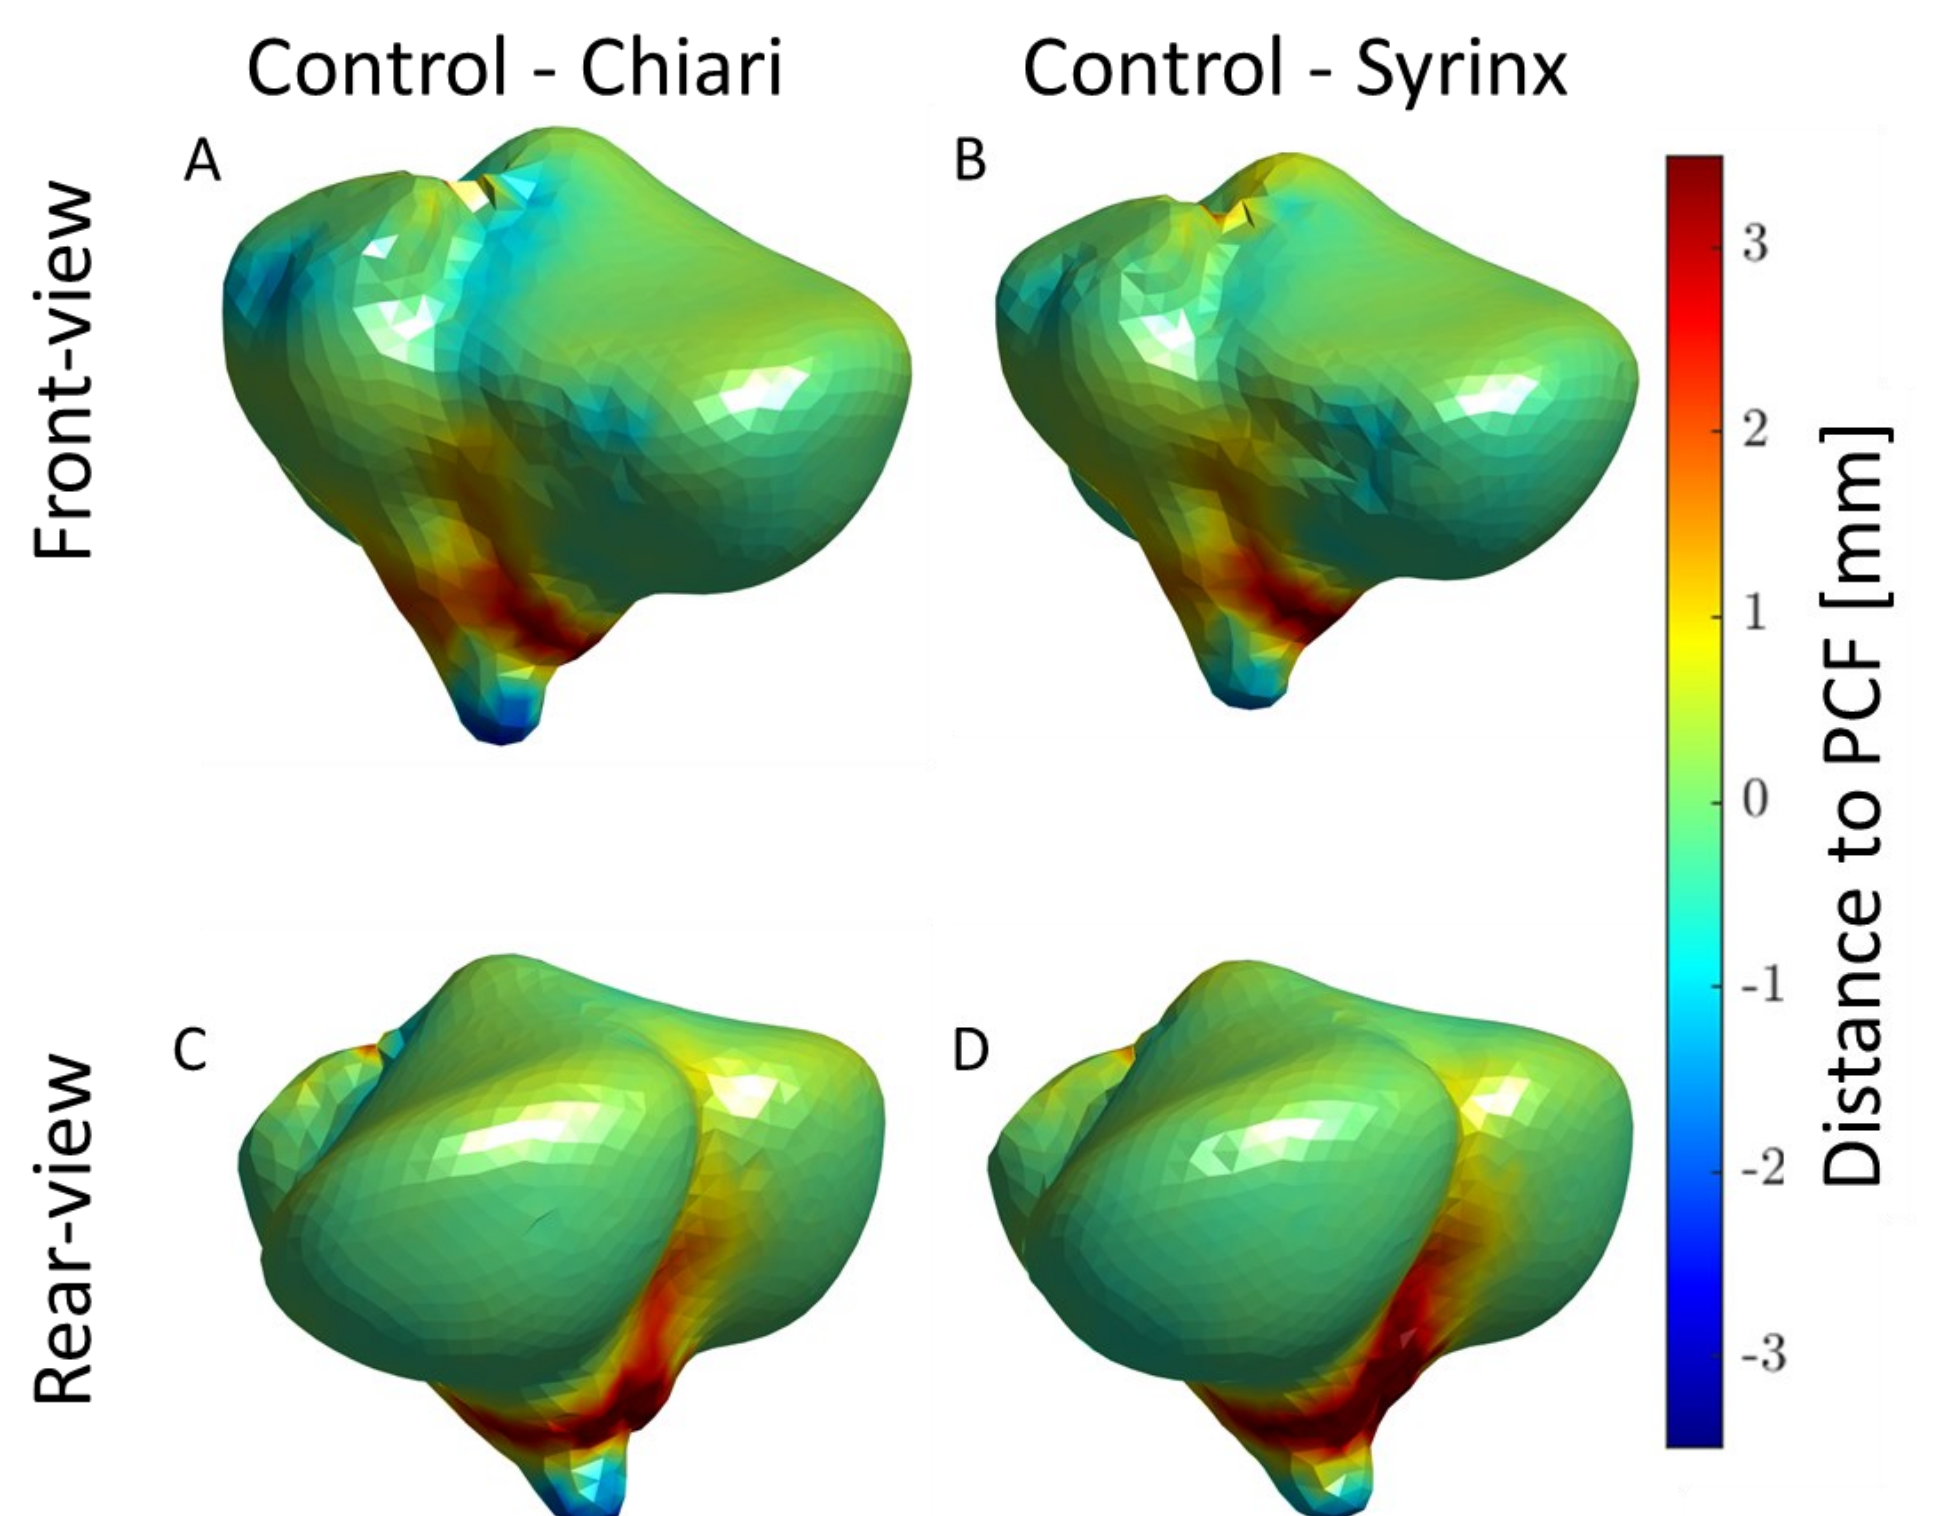 Control - Chiari
Control - Syrinx
A
B
Front-view
C
D
Rear-view
3
2
1
0
-1
-2
-3
Distance to PCF [mm]